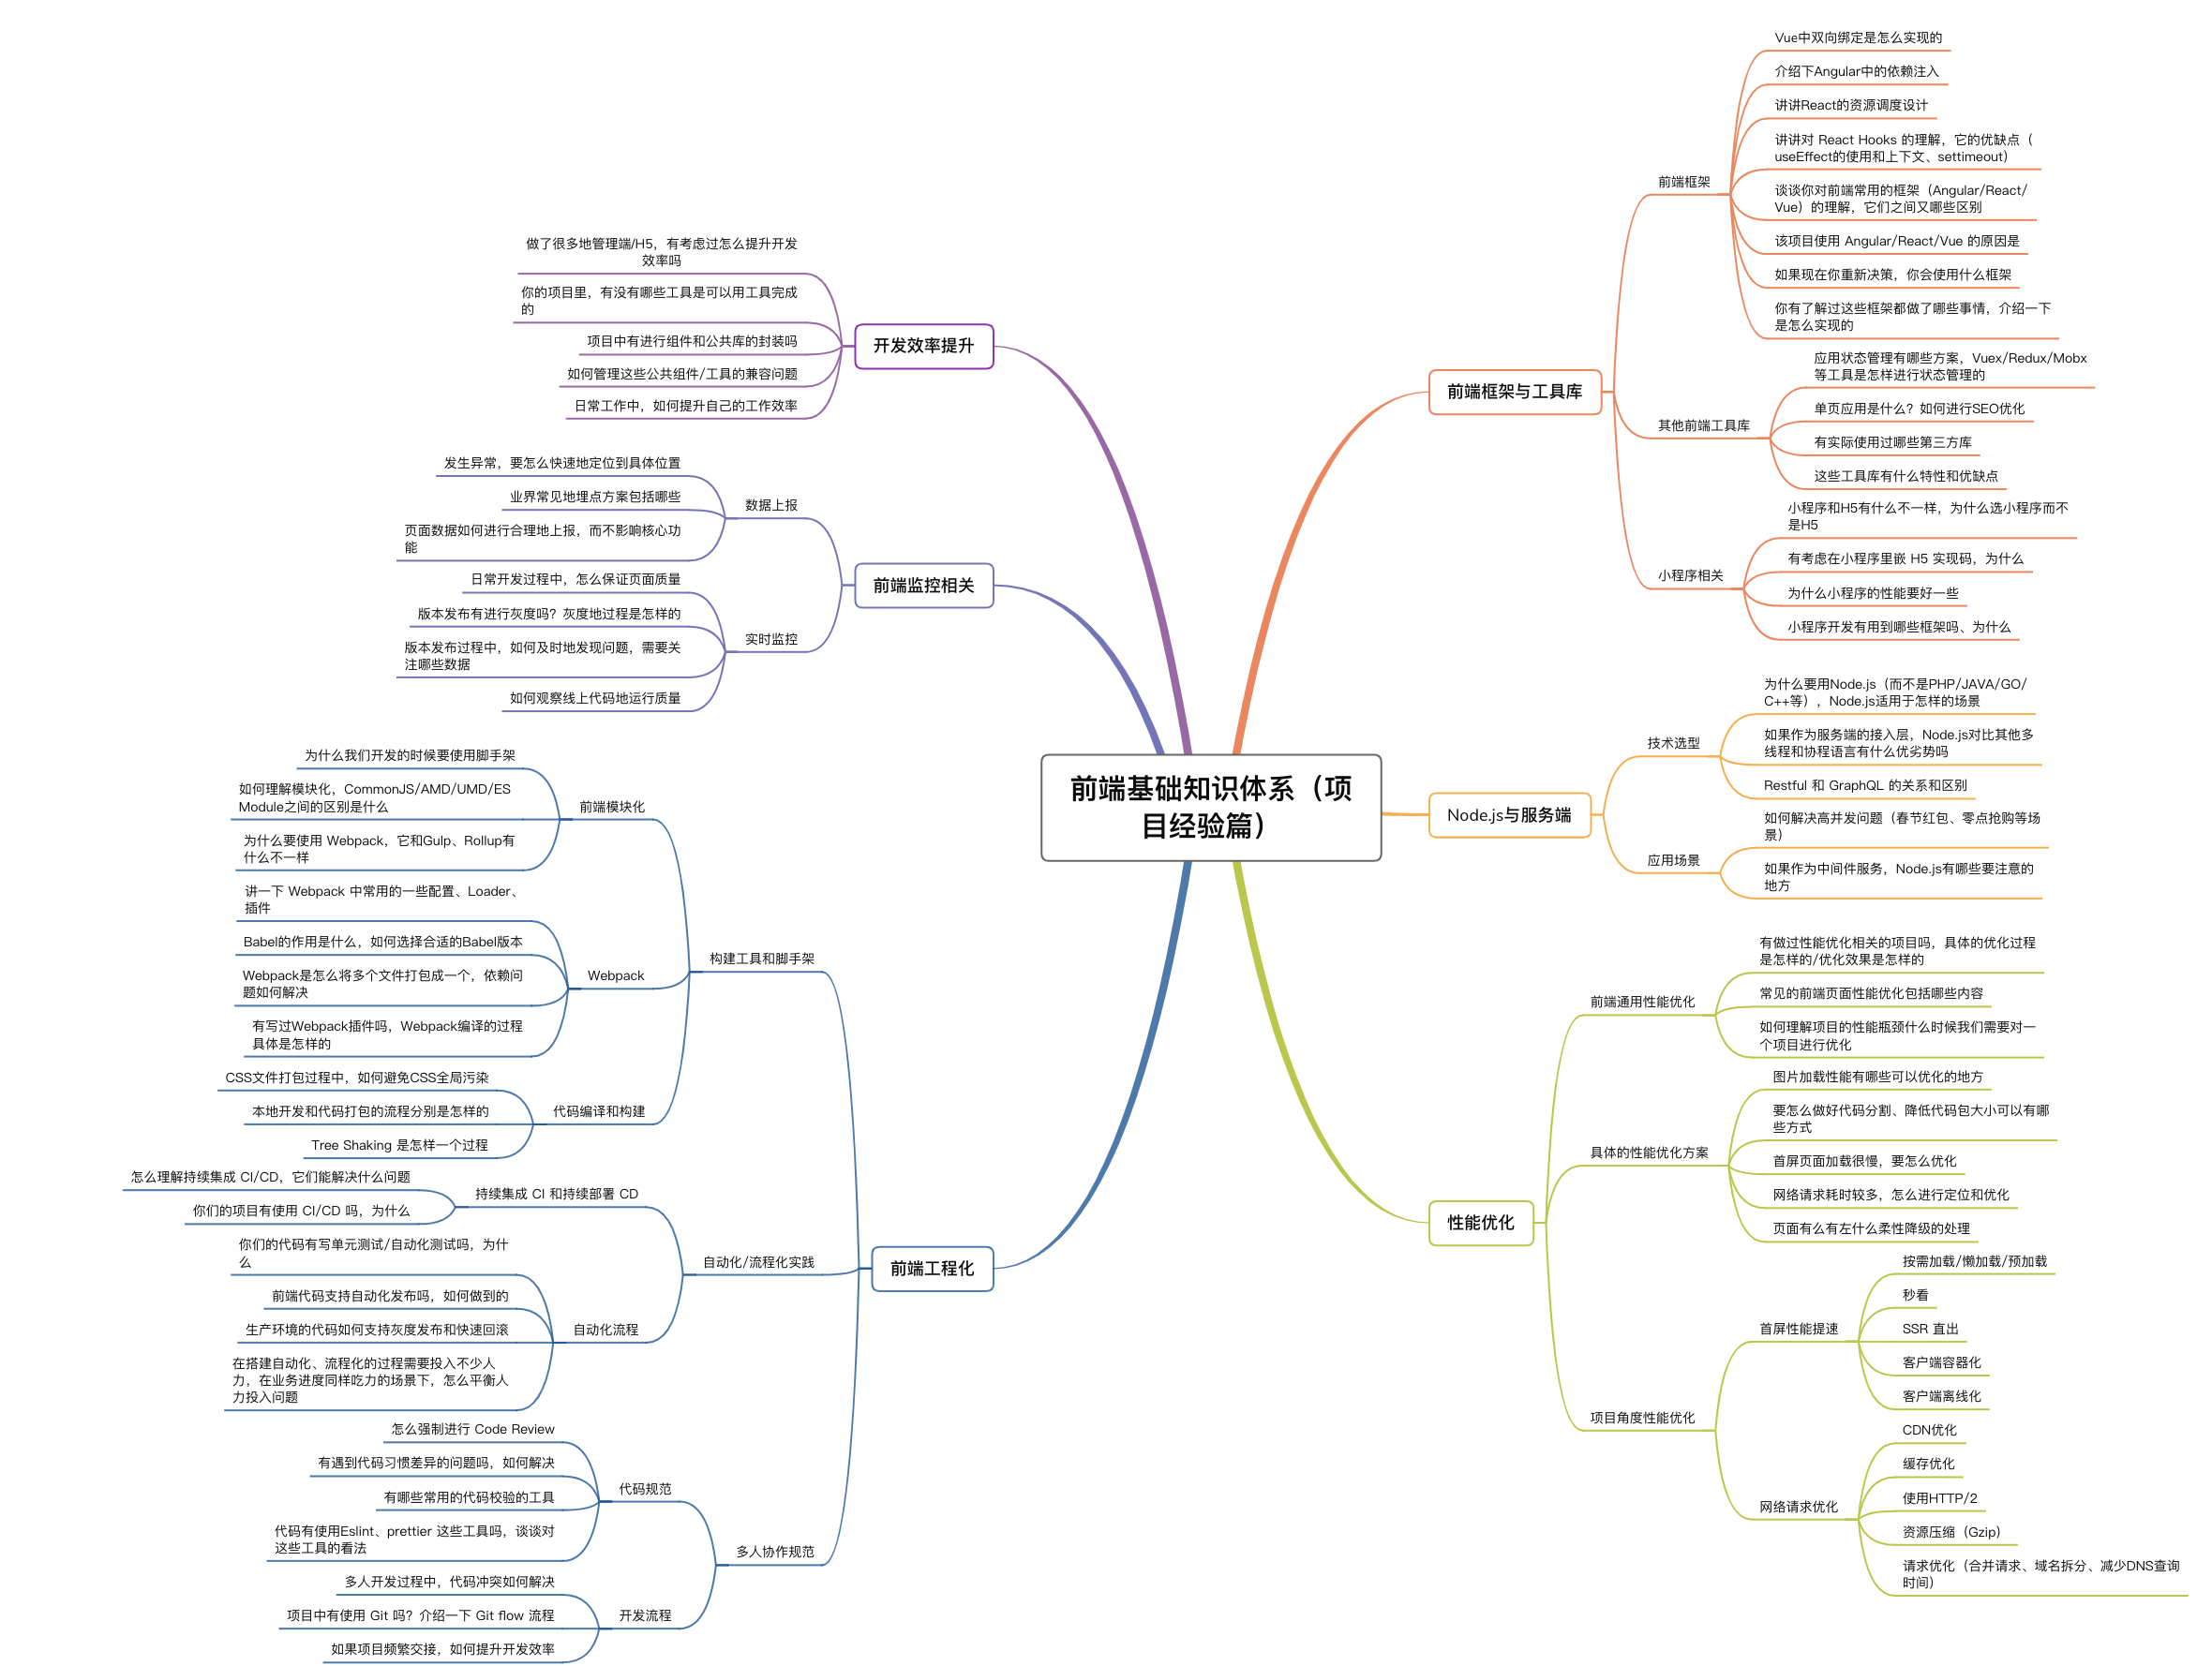 前端基础知识体系（项
目经验篇）
前端框架与工具库
前端框架
Vue中双向绑定是怎么实现的
介绍下Angular中的依赖注入
讲讲React的资源调度设计
讲讲对 React Hooks 的理解，它的优缺点（
useEffect的使用和上下文、settimeout）
谈谈你对前端常用的框架（Angular/React/
Vue）的理解，它们之间又哪些区别
该项目使用 Angular/React/Vue 的原因是
如果现在你重新决策，你会使用什么框架
你有了解过这些框架都做了哪些事情，介绍一下
是怎么实现的
其他前端工具库
应用状态管理有哪些方案，Vuex/Redux/Mobx
等工具是怎样进行状态管理的
单页应用是什么？如何进行SEO优化
有实际使用过哪些第三方库
这些工具库有什么特性和优缺点
小程序相关
小程序和H5有什么不一样，为什么选小程序而不
是H5
有考虑在小程序里嵌 H5 实现码，为什么
为什么小程序的性能要好一些
小程序开发有用到哪些框架吗、为什么
Node.js与服务端
技术选型
为什么要用Node.js（而不是PHP/JAVA/GO/
C++等），Node.js适用于怎样的场景
如果作为服务端的接入层，Node.js对比其他多
线程和协程语言有什么优劣势吗
Restful 和 GraphQL 的关系和区别
应用场景
如何解决高并发问题（春节红包、零点抢购等场
景）
如果作为中间件服务，Node.js有哪些要注意的
地方
性能优化
前端通用性能优化
有做过性能优化相关的项目吗，具体的优化过程
是怎样的/优化效果是怎样的
常见的前端页面性能优化包括哪些内容
如何理解项目的性能瓶颈什么时候我们需要对一
个项目进行优化
具体的性能优化方案
图片加载性能有哪些可以优化的地方
要怎么做好代码分割、降低代码包大小可以有哪
些方式
首屏页面加载很慢，要怎么优化
网络请求耗时较多，怎么进行定位和优化
页面有么有左什么柔性降级的处理
项目角度性能优化
首屏性能提速
按需加载/懒加载/预加载
秒看
SSR 直出
客户端容器化
客户端离线化
网络请求优化
CDN优化
缓存优化
使用HTTP/2
资源压缩（Gzip）
请求优化（合并请求、域名拆分、减少DNS查询
时间）
开发效率提升
做了很多地管理端/H5，有考虑过怎么提升开发
效率吗
你的项目里，有没有哪些工具是可以用工具完成
的
项目中有进行组件和公共库的封装吗
如何管理这些公共组件/工具的兼容问题
日常工作中，如何提升自己的工作效率
前端监控相关
数据上报
发生异常，要怎么快速地定位到具体位置
业界常见地埋点方案包括哪些
页面数据如何进行合理地上报，而不影响核心功
能
实时监控
日常开发过程中，怎么保证页面质量
版本发布有进行灰度吗？灰度地过程是怎样的
版本发布过程中，如何及时地发现问题，需要关
注哪些数据
如何观察线上代码地运行质量
前端工程化
构建工具和脚手架
前端模块化
为什么我们开发的时候要使用脚手架
如何理解模块化，CommonJS/AMD/UMD/ES
Module之间的区别是什么
为什么要使用 Webpack，它和Gulp、Rollup有
什么不一样
Webpack
讲一下 Webpack 中常用的一些配置、Loader、
插件
Babel的作用是什么，如何选择合适的Babel版本
Webpack是怎么将多个文件打包成一个，依赖问
题如何解决
有写过Webpack插件吗，Webpack编译的过程
具体是怎样的
代码编译和构建
CSS文件打包过程中，如何避免CSS全局污染
本地开发和代码打包的流程分别是怎样的
Tree Shaking 是怎样一个过程
自动化/流程化实践
持续集成 CI 和持续部署 CD
怎么理解持续集成 CI/CD，它们能解决什么问题
你们的项目有使用 CI/CD 吗，为什么
自动化流程
你们的代码有写单元测试/自动化测试吗，为什
么
前端代码支持自动化发布吗，如何做到的
生产环境的代码如何支持灰度发布和快速回滚
在搭建自动化、流程化的过程需要投入不少人
力，在业务进度同样吃力的场景下，怎么平衡人
力投入问题
多人协作规范
代码规范
怎么强制进行 Code Review
有遇到代码习惯差异的问题吗，如何解决
有哪些常用的代码校验的工具
代码有使用Eslint、prettier 这些工具吗，谈谈对
这些工具的看法
开发流程
多人开发过程中，代码冲突如何解决
项目中有使用 Git 吗？介绍一下 Git flow 流程
如果项目频繁交接，如何提升开发效率